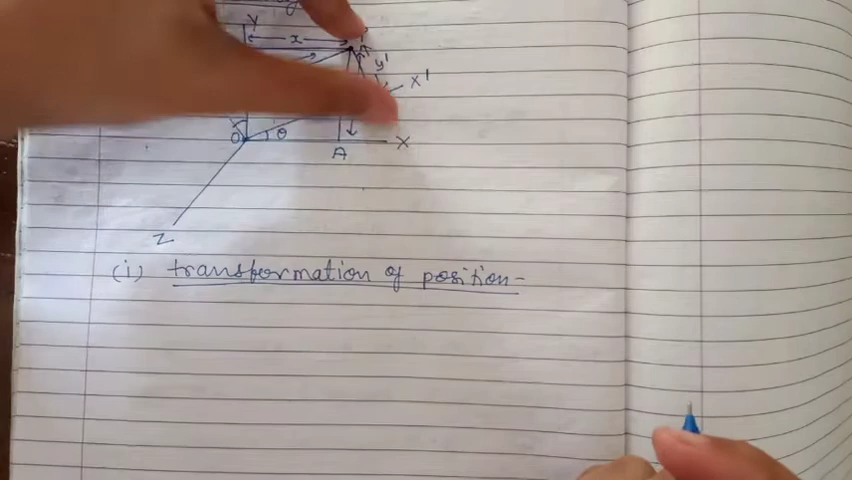 Y
x
y'
X'
O
θ
A
X
Z
(i) transformation of position-